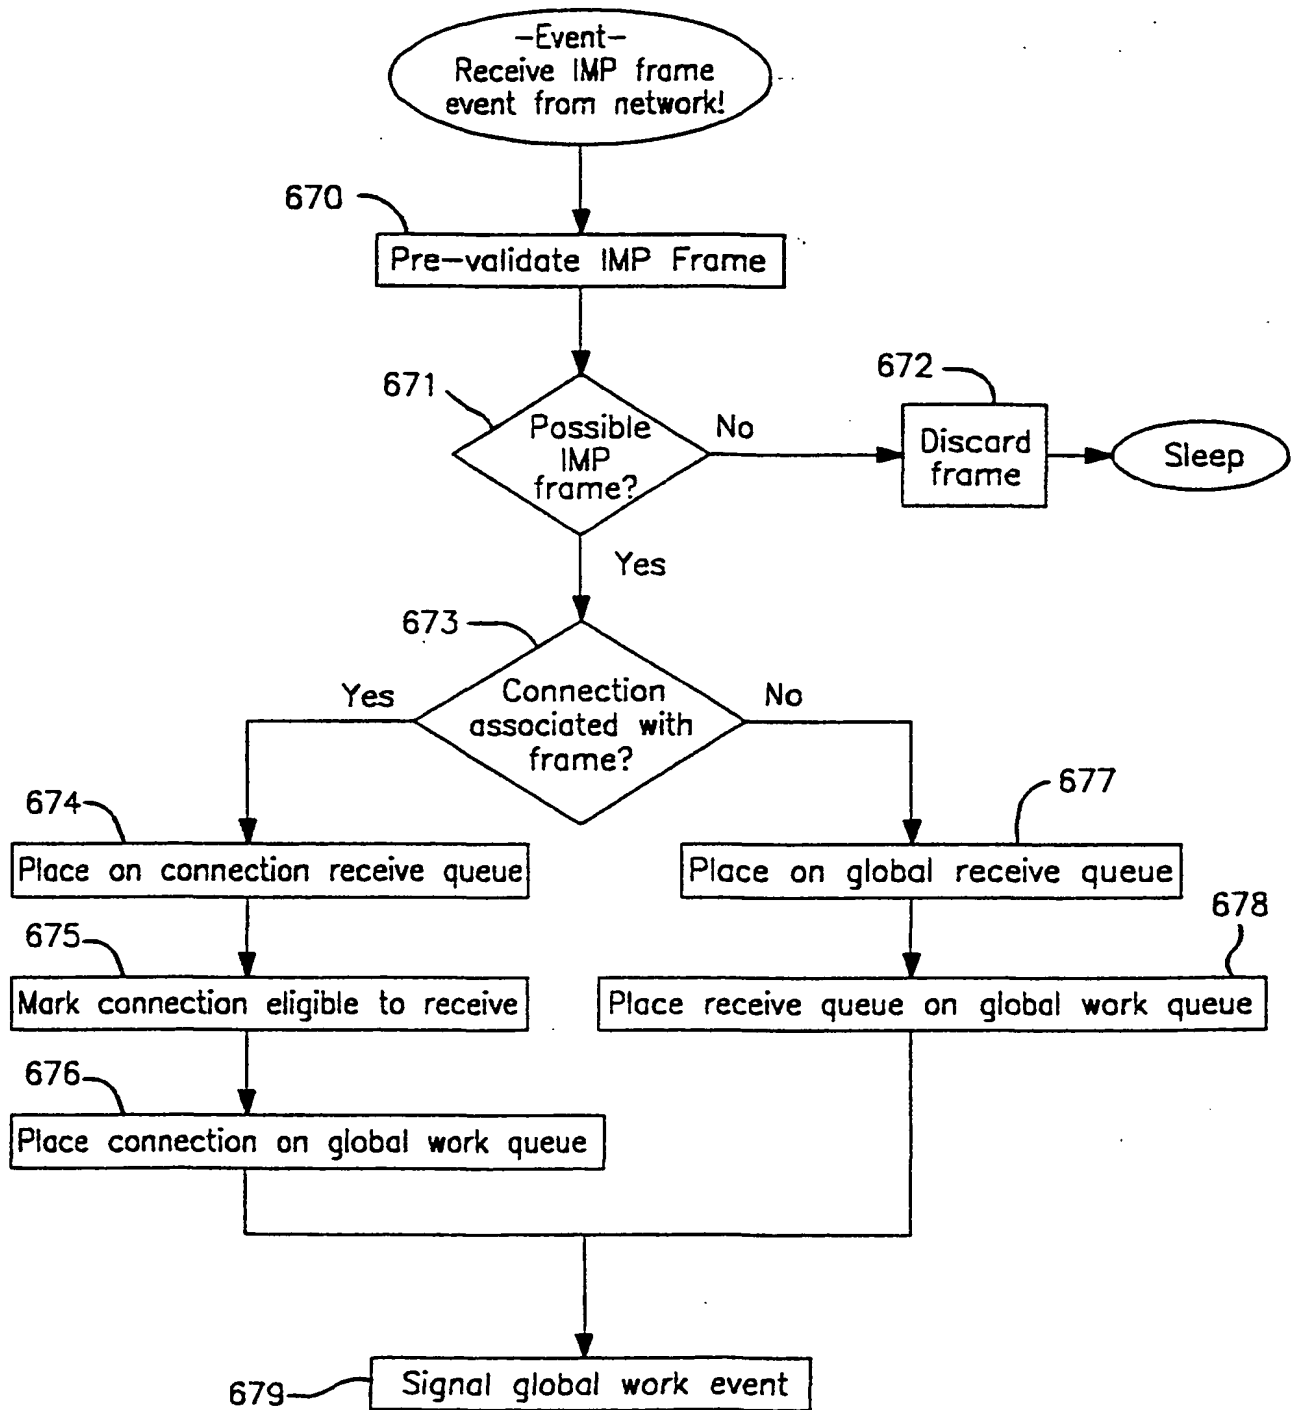 -Event-
Receive IMP frame
event from network!
670
Pre-validate IMP Frame
671
Possible
IMP
frame?
No
672
Discard
frame
Sleep
Yes
673
Connection
associated with
frame?
Yes
No
674
Place on connection receive queue
677
Place on global receive queue
675
Mark connection eligible to receive
678
Place receive queue on global work queue
676
Place connection on global work queue
679
Signal global work event